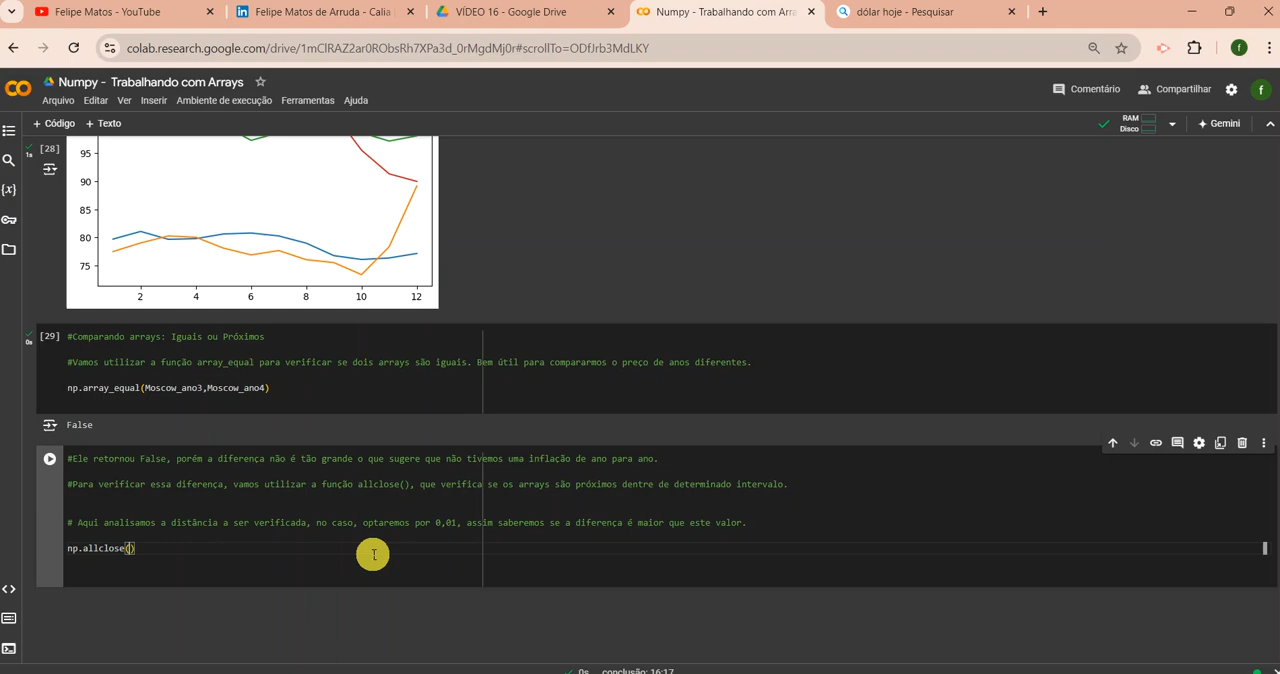 Felipe Matos - YouTube
Felipe Matos de Arruda - Calia
VÍDEO 16 - Google Drive
Numpy - Trabalhando com Arra
dólar hoje - Pesquisar
colab.research.google.com/drive/1mClRAZ2ar0RObsRh7XPa3d_0rMgdMj0r#scrollTo=ODfJrb3MdLKY
f
Numpy - Trabalhando com Arrays
Arquivo Editar Ver Inserir Ambiente de execução Ferramentas Ajuda
Comentário
Compartilhar
f
+ Código + Texto
RAM
Disco
Gemini
1s
[28]
95
90
85
80
75
2 4 6 8 10 12
0s
[29]
#Comparando arrays: Iguais ou Próximos
#Vamos utilizar a função array_equal para verificar se dois arrays são iguais. Bem útil para compararmos o preço de anos diferentes.
np.array_equal(Moscow_ano3,Moscow_ano4)
False
#Ele retornou False, porém a diferença não é tão grande o que sugere que não tivemos uma inflação de ano para ano.
#Para verificar essa diferença, vamos utilizar a função allclose(), que verifica se os arrays são próximos dentre de determinado intervalo.
# Aqui analisamos a distância a ser verificada, no caso, optaremos por 0,01, assim saberemos se a diferença é maior que este valor.
np.allclose()
0s conclusão: 16:17